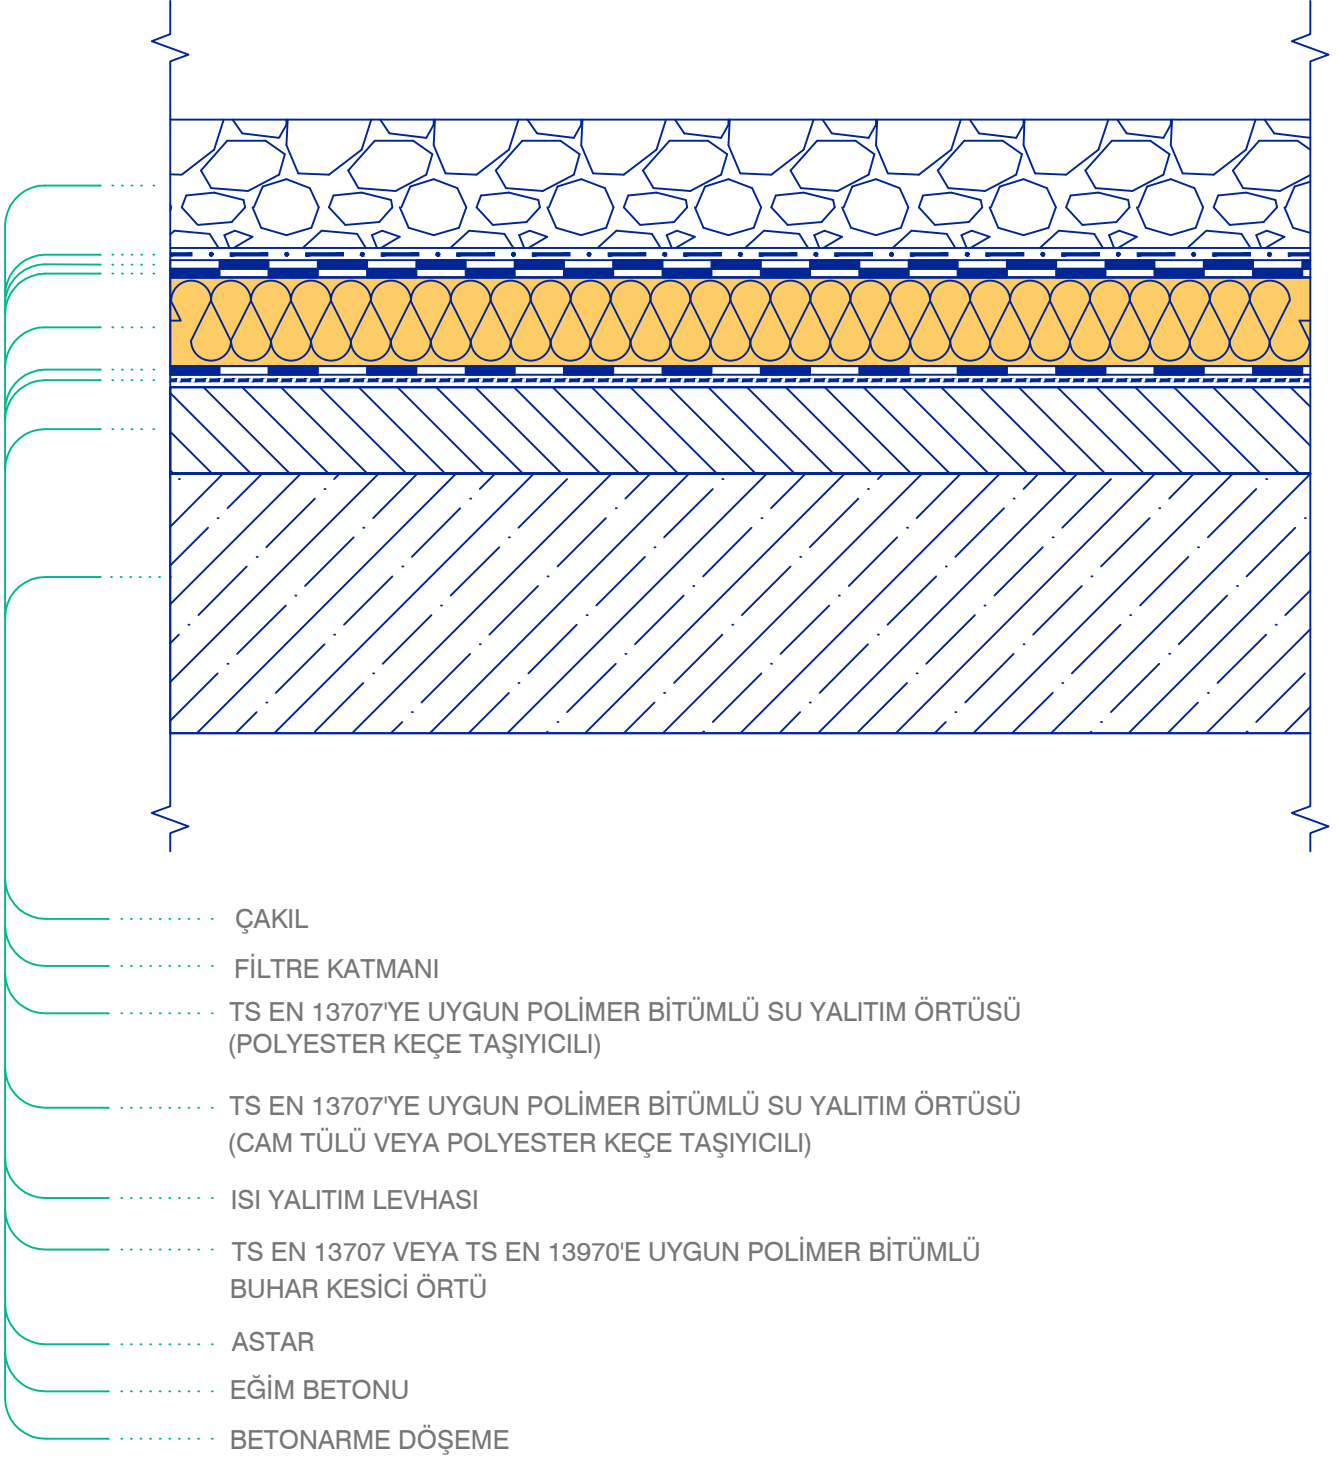 ÇAKIL
FİLTRE KATMANI
TS EN 13707'YE UYGUN POLİMER BİTÜMLÜ SU YALITIM ÖRTÜSÜ
(POLYESTER KEÇE TAŞIYICILI)
TS EN 13707'YE UYGUN POLİMER BİTÜMLÜ SU YALITIM ÖRTÜSÜ
(CAM TÜLÜ VEYA POLYESTER KEÇE TAŞIYICILI)
ISI YALITIM LEVHASI
TS EN 13707 VEYA TS EN 13970'E UYGUN POLİMER BİTÜMLÜ
BUHAR KESİCİ ÖRTÜ
ASTAR
EĞİM BETONU
BETONARME DÖŞEME